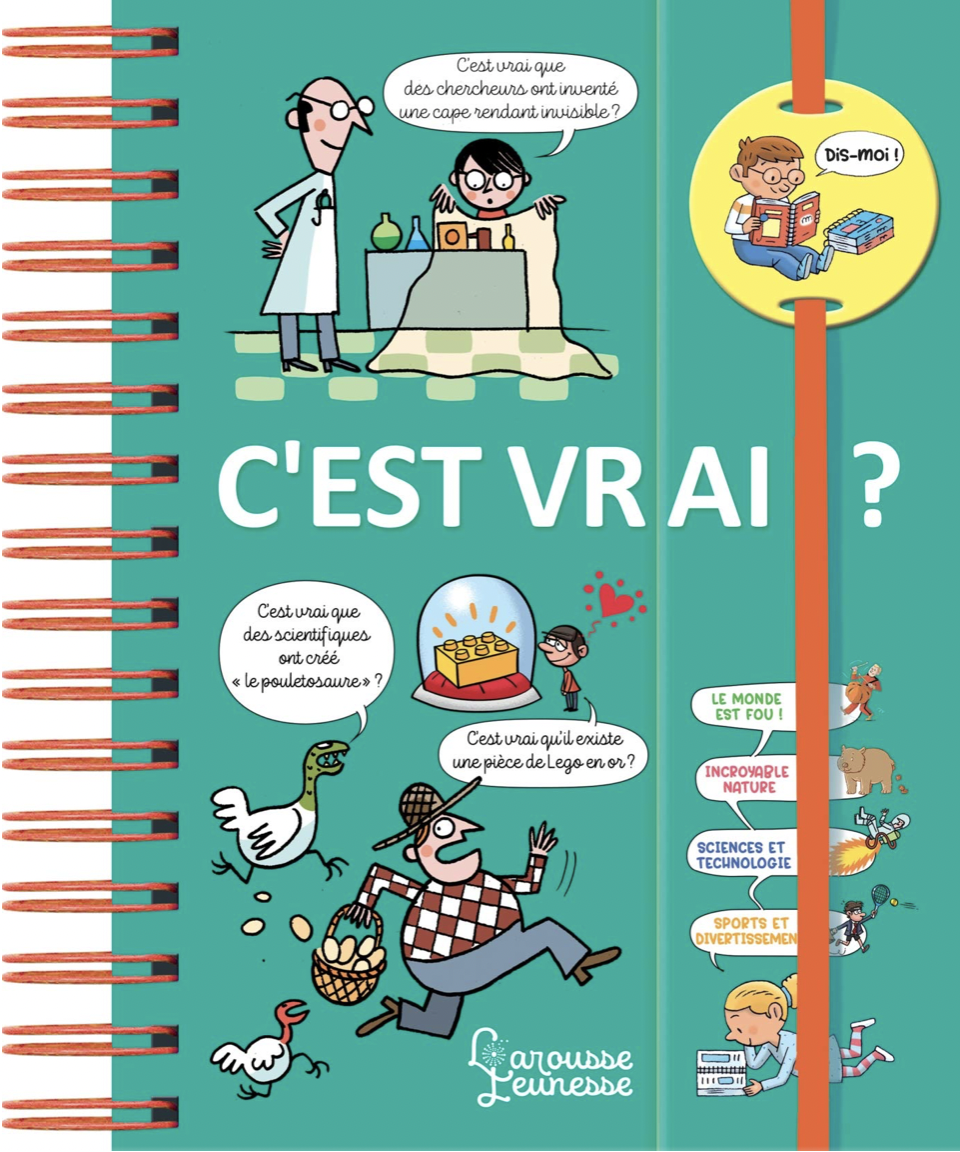 C'est vrai que
des chercheurs ont inventé
une cape rendant invisible ?
DIS-MOI !
C'EST VRAI ?
C'est vrai que
des scientifiques
ont créé
« le pouletosaure » ?
C'est vrai qu'il existe
une pièce de Lego en or ?
LE MONDE
EST FOU !
INCROYABLE
NATURE
SCIENCES ET
TECHNOLOGIE
SPORTS ET
DIVERTISSEMEN
Larousse
Jeunesse